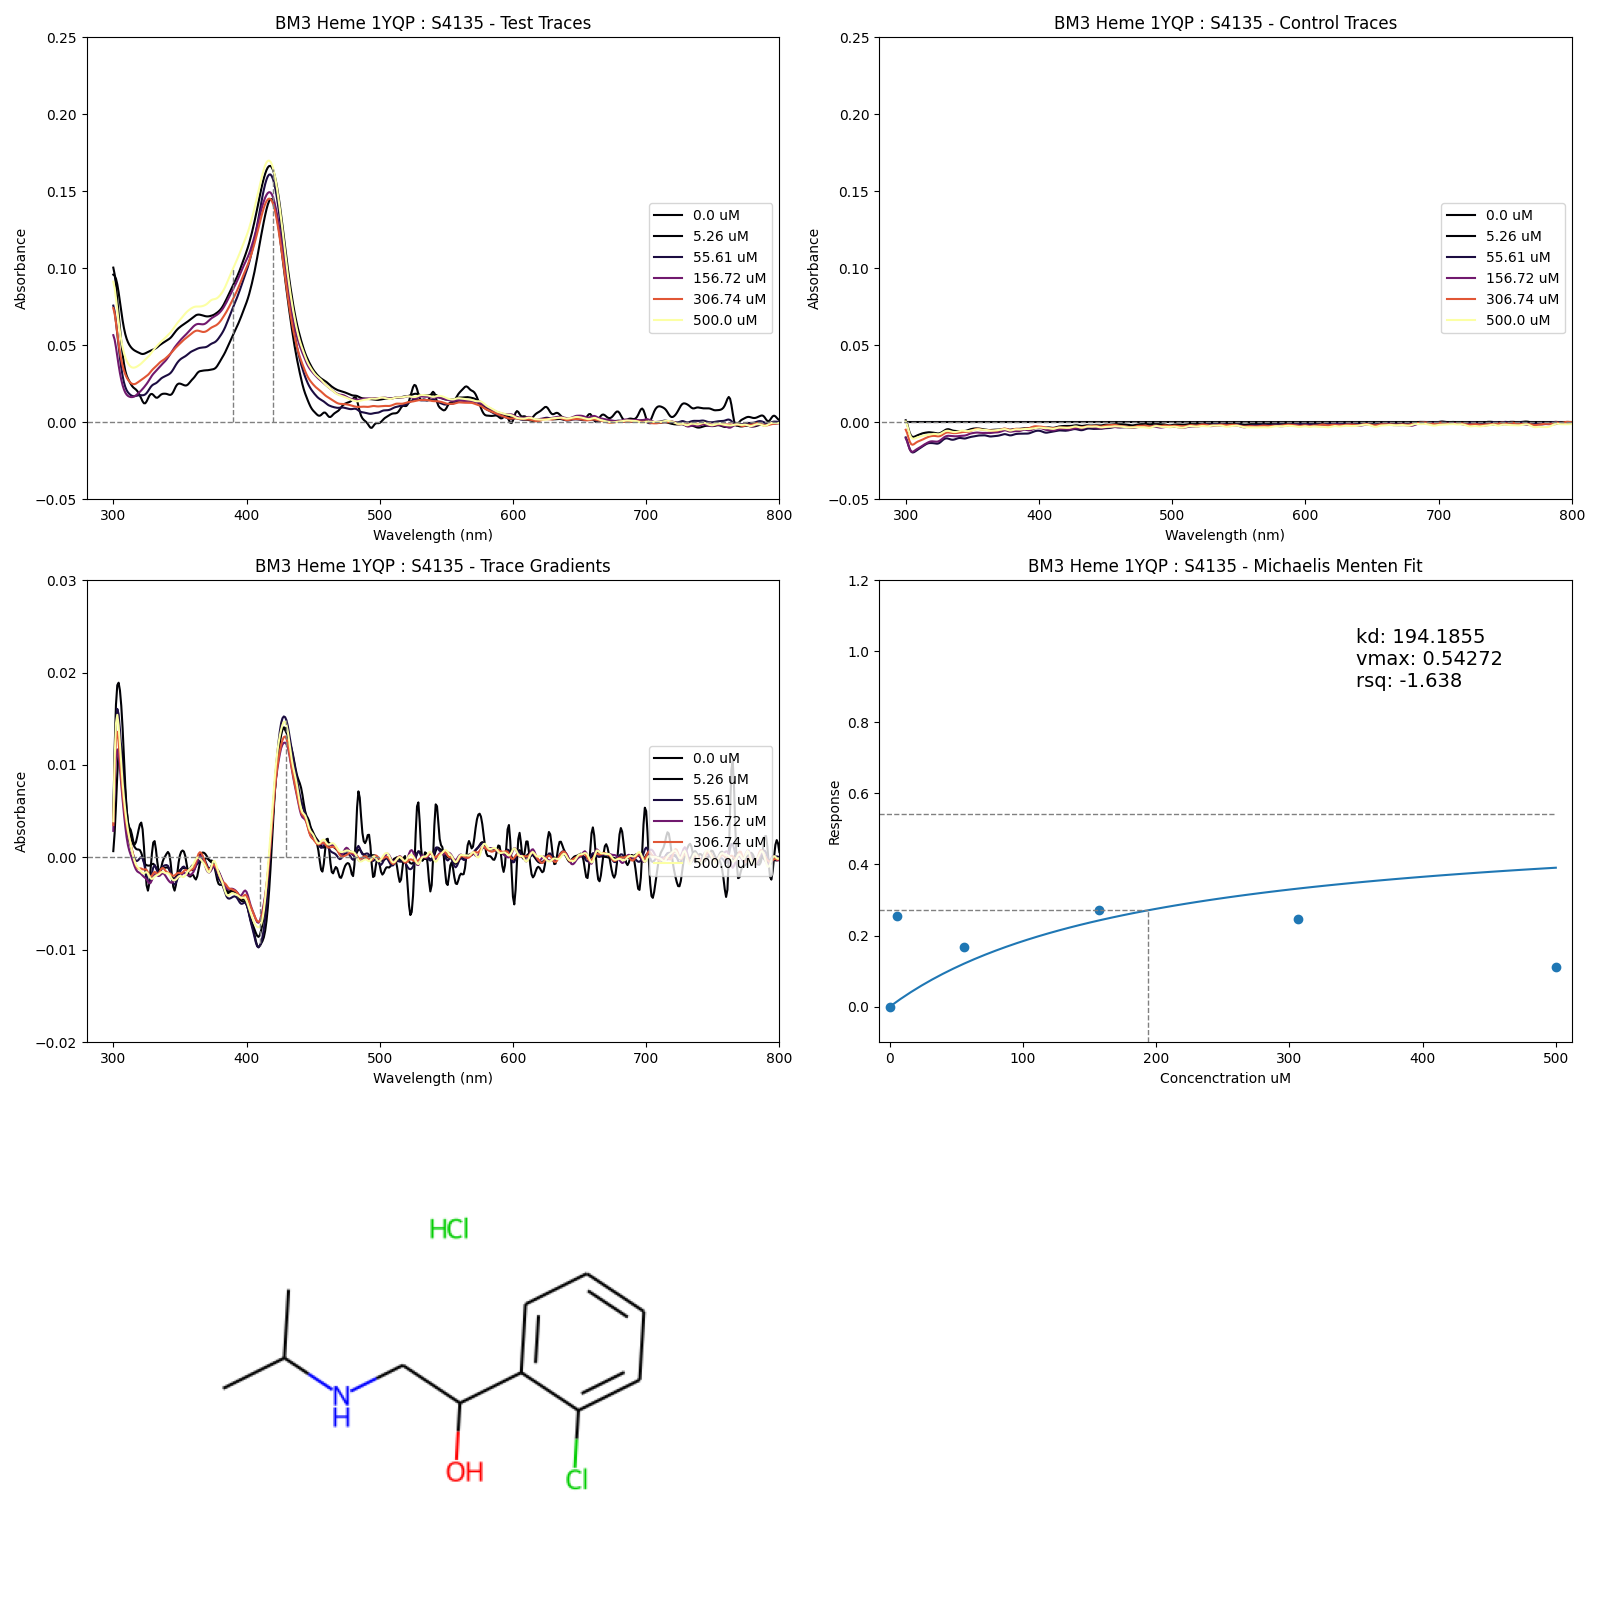 BM3 Heme 1YQP : S4135 - Test Traces
0.25
0.20
0.15
0.10
0.05
0.00
−0.05
Absorbance
300
400
500
600
700
800
Wavelength (nm)
0.0 uM
5.26 uM
55.61 uM
156.72 uM
306.74 uM
500.0 uM
BM3 Heme 1YQP : S4135 - Control Traces
0.25
0.20
0.15
0.10
0.05
0.00
−0.05
Absorbance
300
400
500
600
700
800
Wavelength (nm)
0.0 uM
5.26 uM
55.61 uM
156.72 uM
306.74 uM
500.0 uM
BM3 Heme 1YQP : S4135 - Trace Gradients
0.03
0.02
0.01
0.00
−0.01
−0.02
Absorbance
300
400
500
600
700
800
Wavelength (nm)
0.0 uM
5.26 uM
55.61 uM
156.72 uM
306.74 uM
500.0 uM
BM3 Heme 1YQP : S4135 - Michaelis Menten Fit
1.2
1.0
0.8
0.6
0.4
0.2
0.0
Response
0
100
200
300
400
500
Concenctration uM
kd: 194.1855
vmax: 0.54272
rsq: -1.638
HCl
N
H
OH
Cl